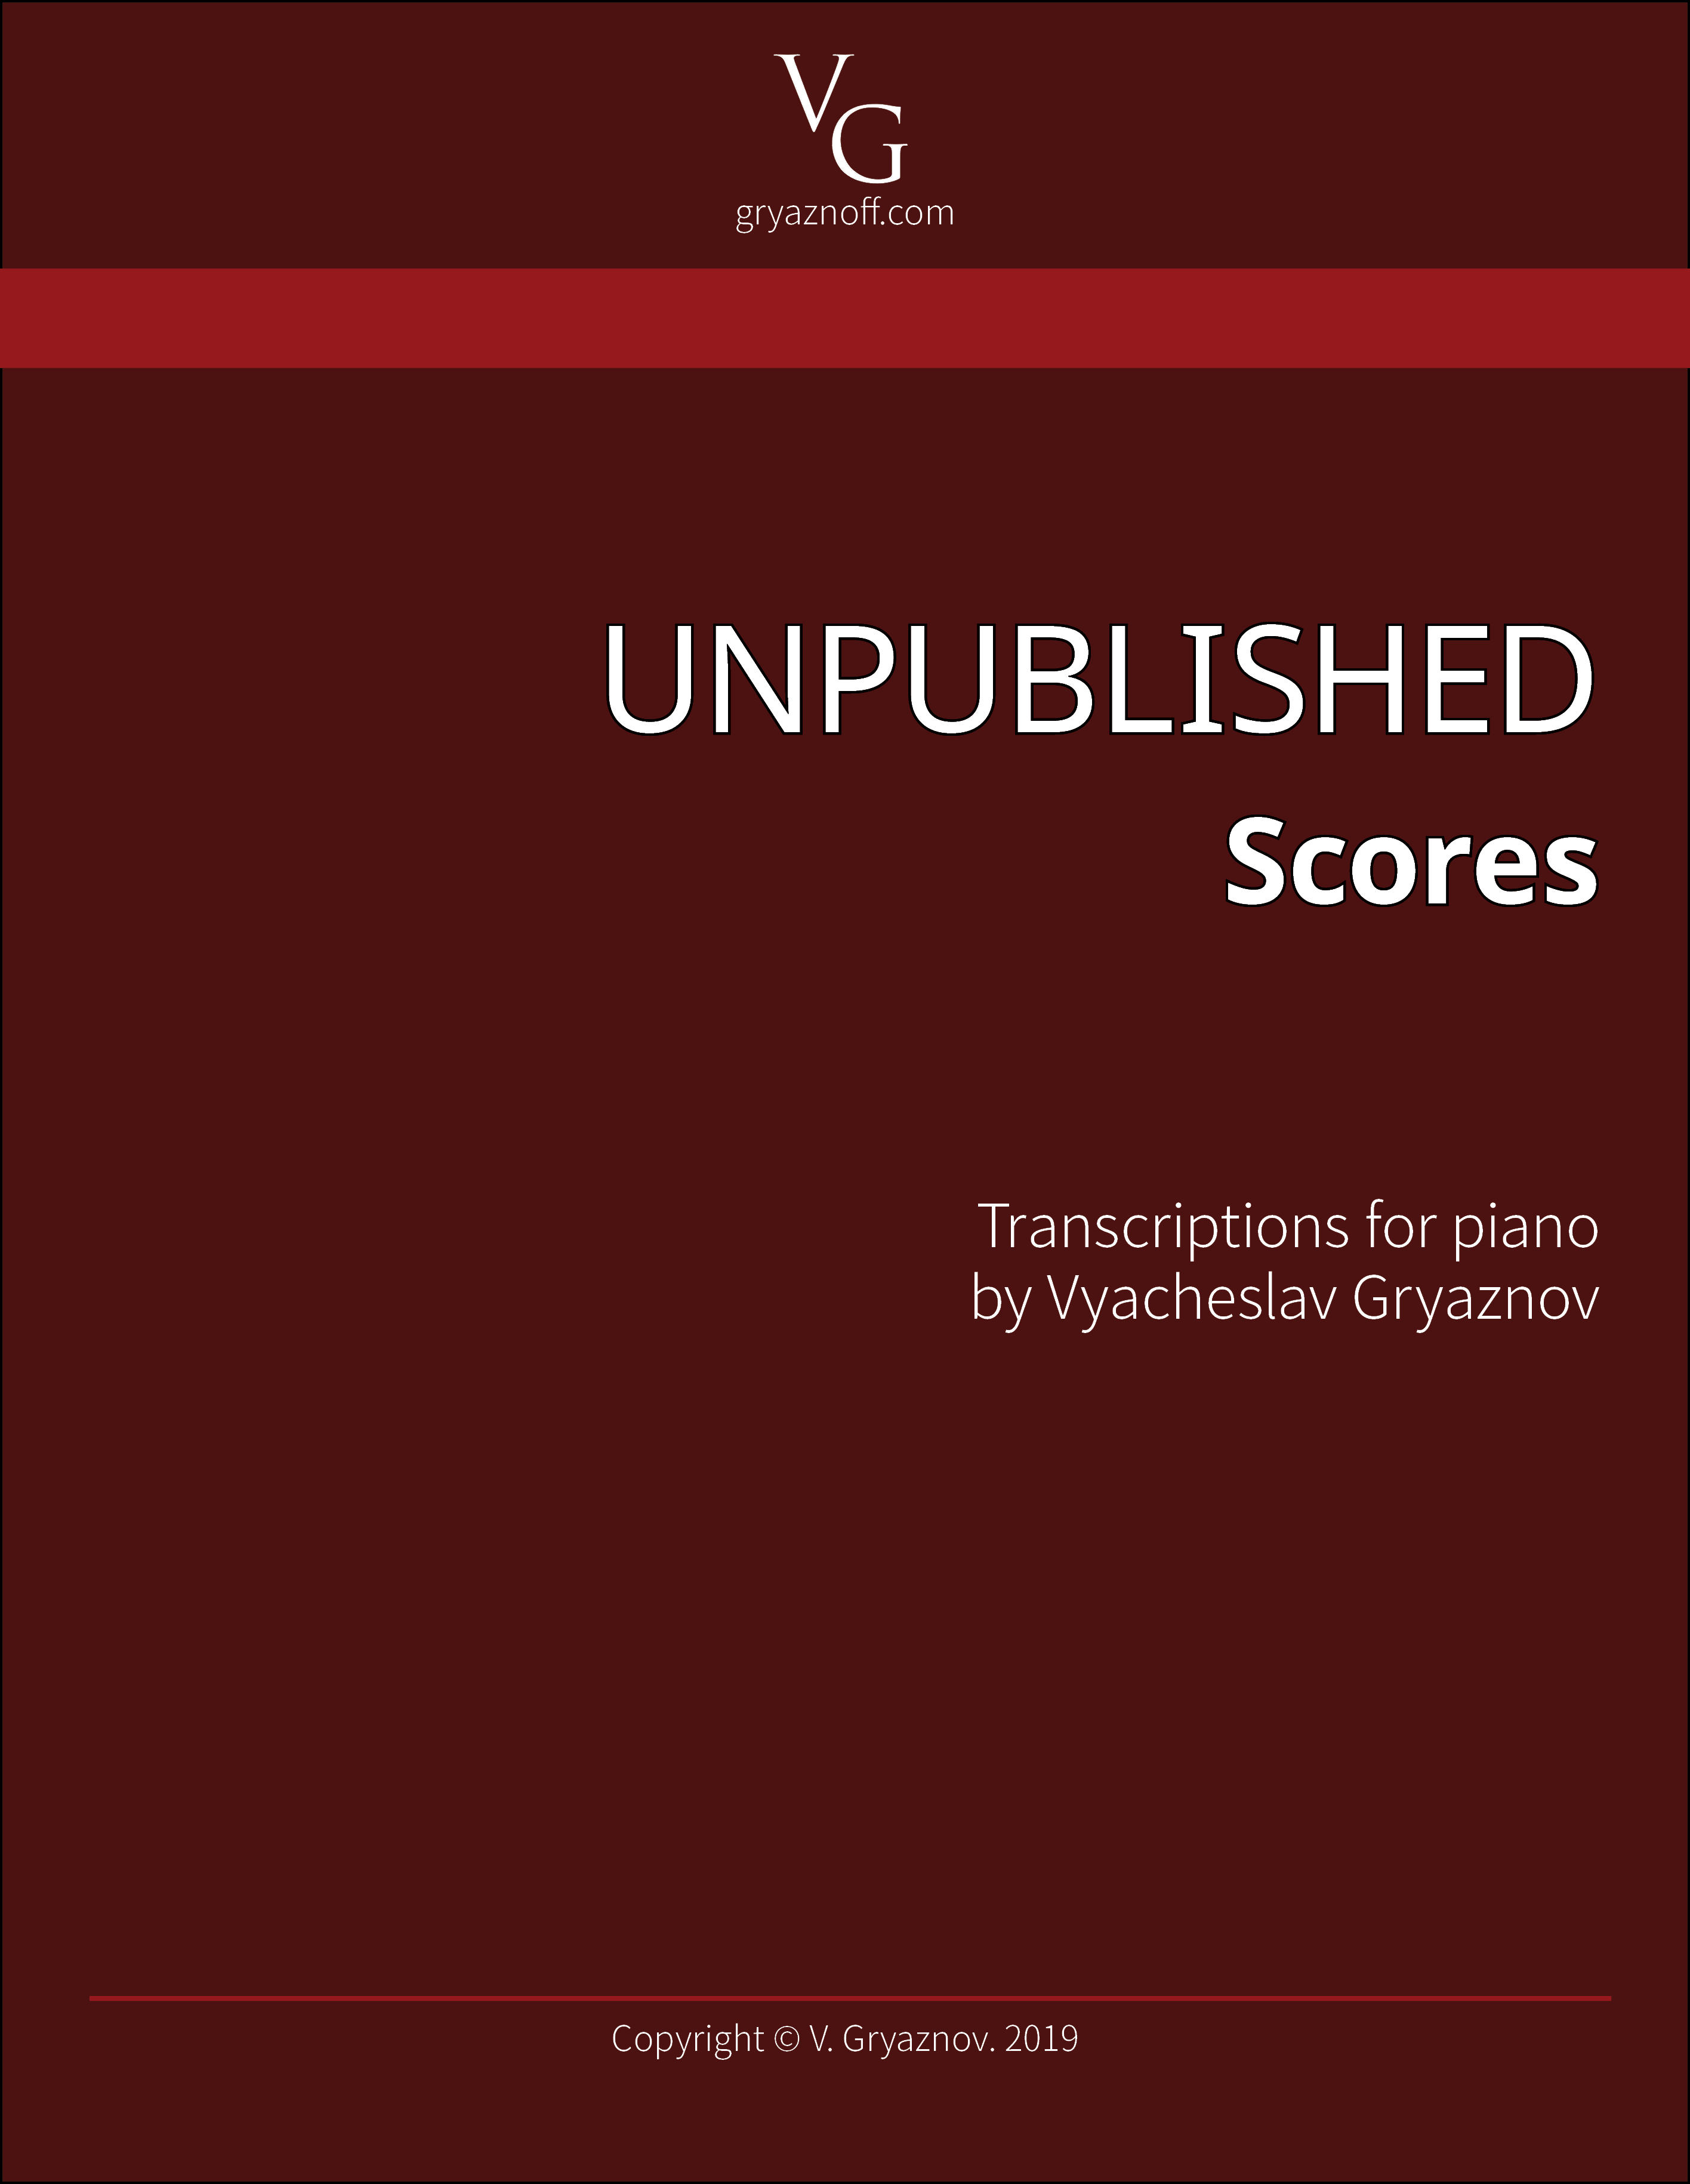 VG
gryaznoff.com
UNPUBLISHED
Scores
Transcriptions for piano
by Vyacheslav Gryaznov
Copyright © V. Gryaznov. 2019